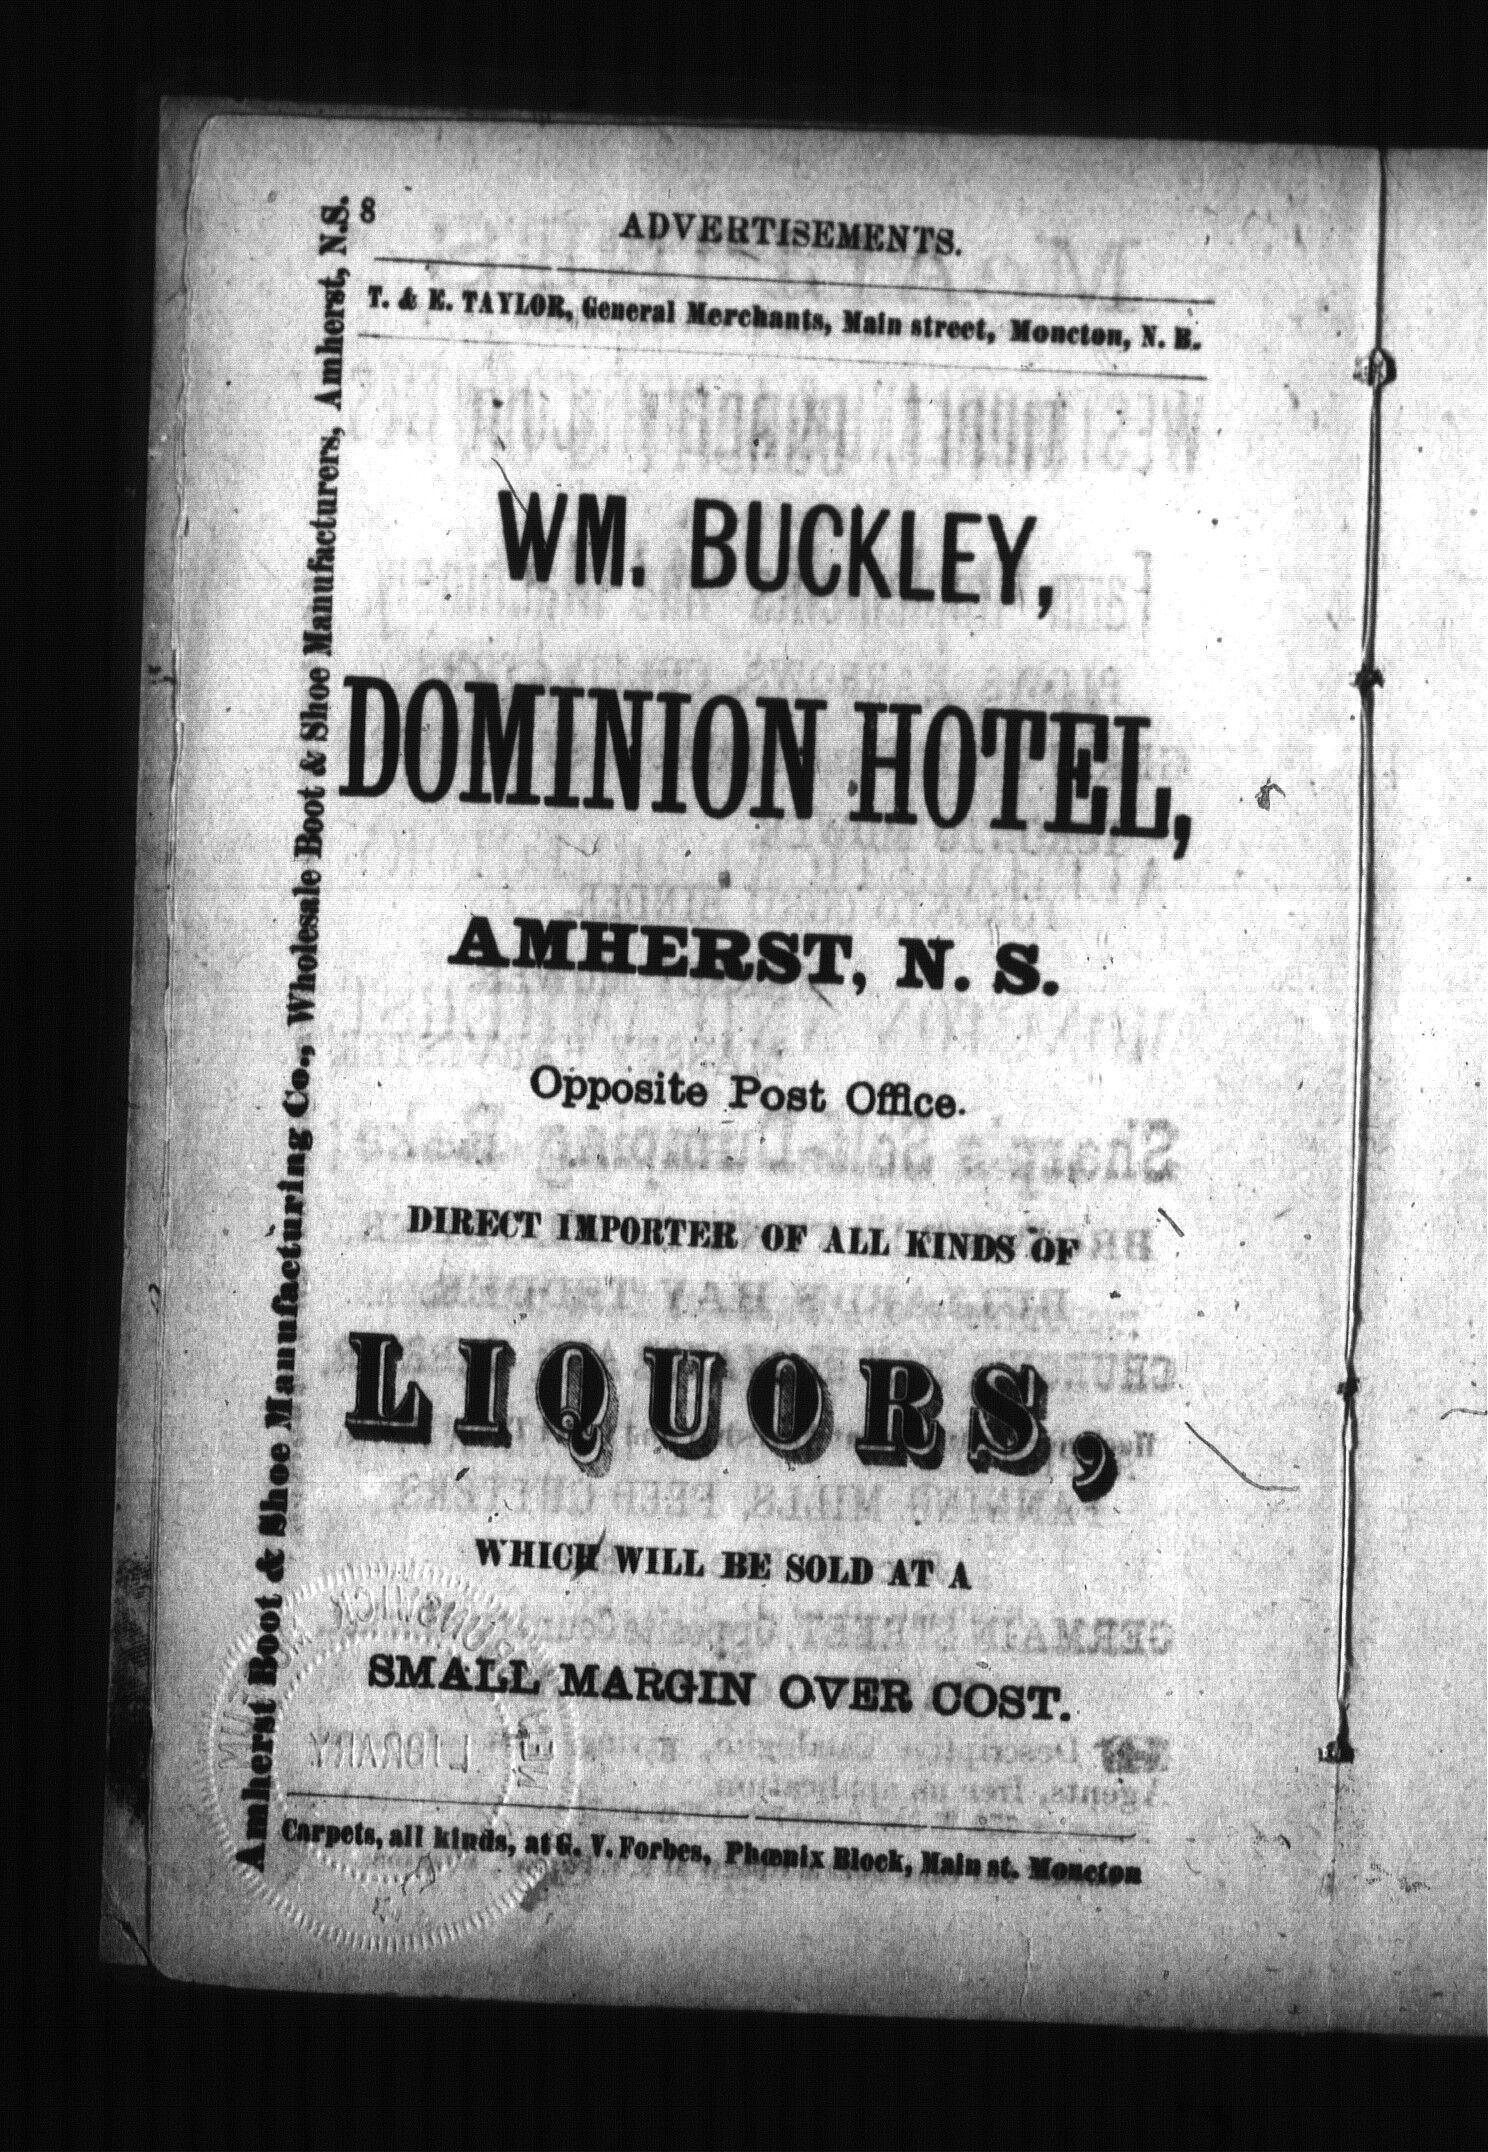 8
ADVERTISEMENTS.
T. & E. TAYLOR, General Merchants, Main street, Moncton, N. B.
WM. BUCKLEY,
DOMINION HOTEL,
AMHERST, N. S.
Opposite Post Office.
DIRECT IMPORTER OF ALL KINDS OF
LIQUORS,
WHICH WILL BE SOLD AT A
SMALL MARGIN OVER COST.
Carpets, all kinds, at G. V. Forbes, Phœnix Block, Main st. Moncton
Amherst Boot & Shoe Manufacturing Co., Wholesale Boot & Shoe Manufacturers, Amherst, N.S.
LIBRARY